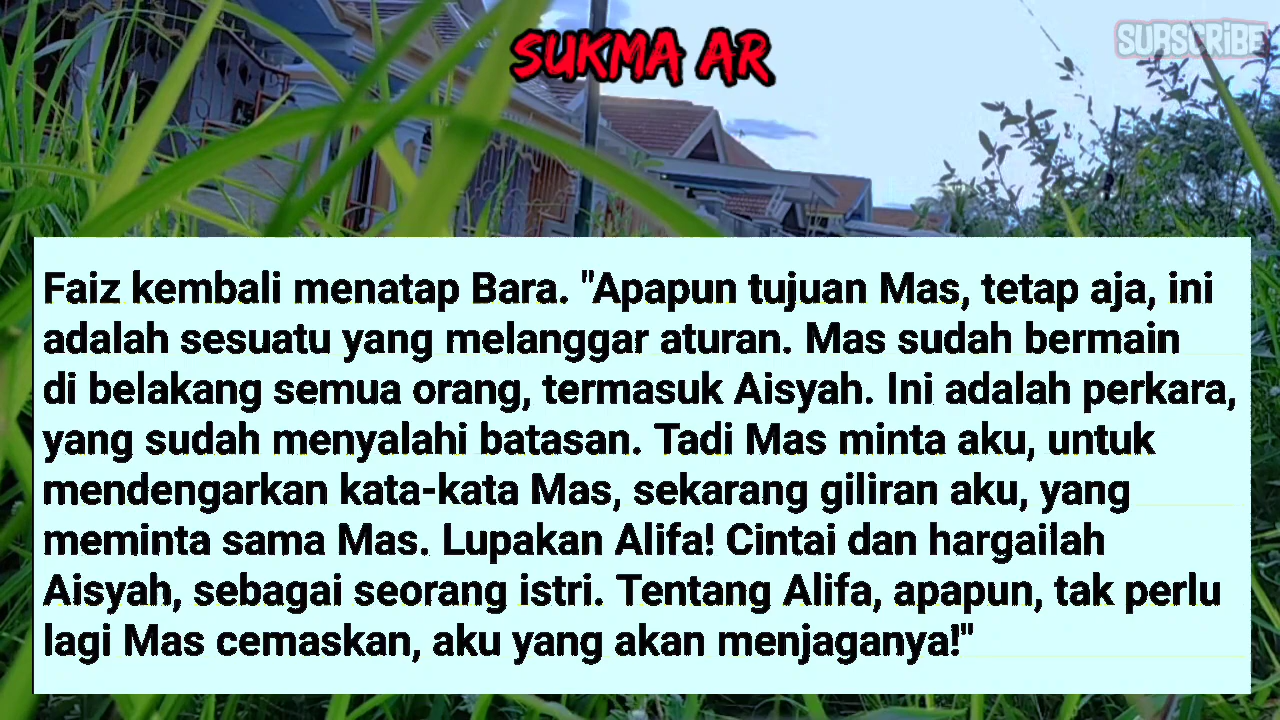 SUKMA AR
SUBSCRIBE
Faiz kembali menatap Bara. "Apapun tujuan Mas, tetap aja, ini
adalah sesuatu yang melanggar aturan. Mas sudah bermain
di belakang semua orang, termasuk Aisyah. Ini adalah perkara,
yang sudah menyalahi batasan. Tadi Mas minta aku, untuk
mendengarkan kata-kata Mas, sekarang giliran aku, yang
meminta sama Mas. Lupakan Alifa! Cintai dan hargailah
Aisyah, sebagai seorang istri. Tentang Alifa, apapun, tak perlu
lagi Mas cemaskan, aku yang akan menjaganya!"